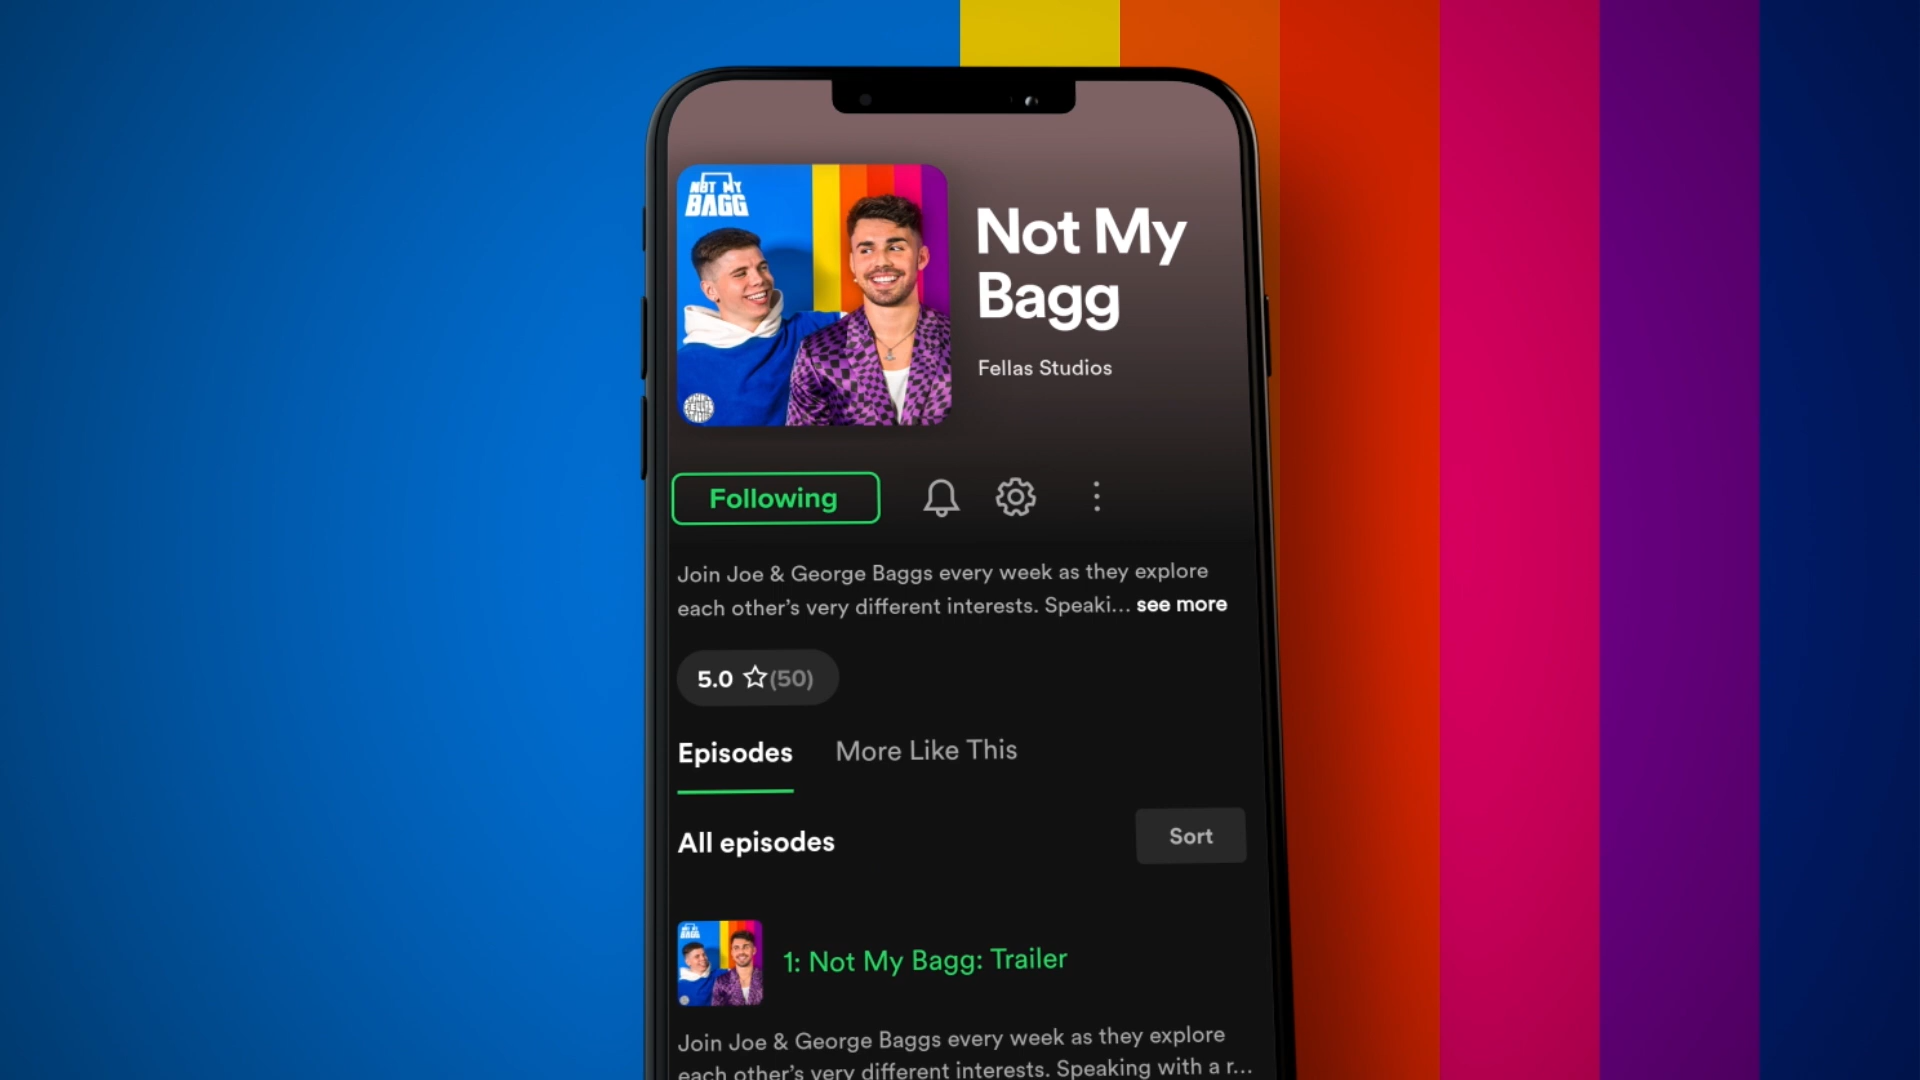 NOT MY
BAGG
Not My
Bagg
Fellas Studios
Following
Join Joe & George Baggs every week as they explore
each other's very different interests. Speaki... see more
5.0 (50)
Episodes
More Like This
All episodes
Sort
NOT MY
BAGG
1: Not My Bagg: Trailer
Join Joe & George Baggs every week as they explore
each other's very different interests. Speaking with a r...